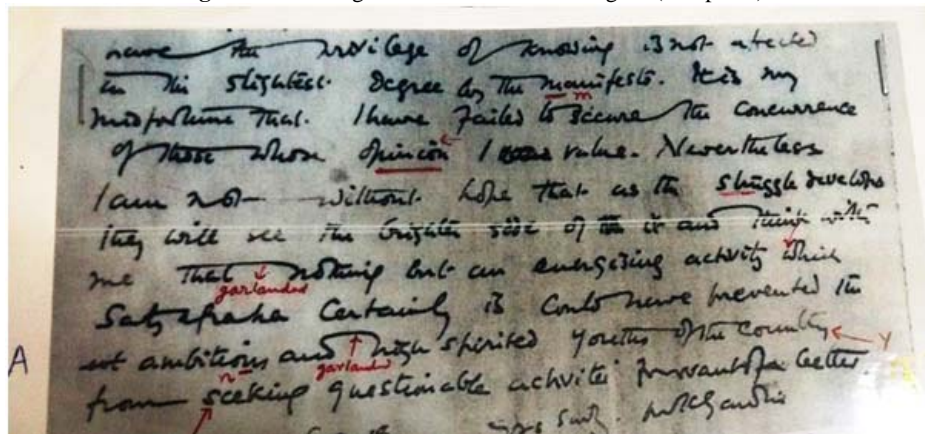 have the privilege of knowing is not affected
in the slightest degree by the manifesto. It is my
m
misfortune that I have failed to secure the concurrence
of those whose opinion I value. Nevertheless
I am not without hope that as the struggle develops
they will see the brighter side of it and think with
me that nothing but an energising activity which
garlanded
Satyagraha Certainly is could have prevented the
ambitious and high spirited youths of the country
Y
A
n
garlanded
from seeking questionable activities for want of a better.